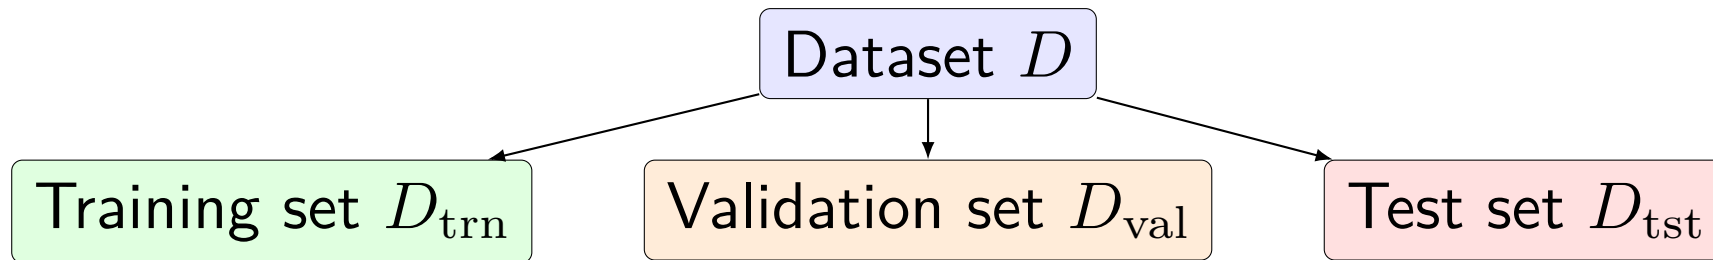 Dataset D
Training set D_trn
Validation set D_val
Test set D_tst